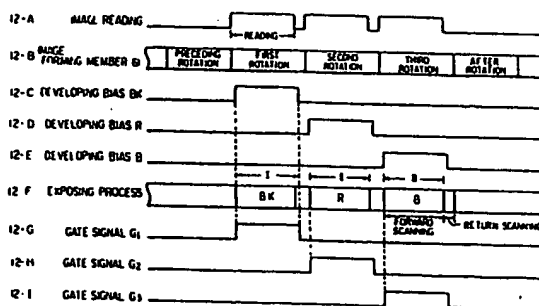 12-A IMAGE READING
READING
12-B IMAGE FORMING MEMBER
PRECEDING ROTATION FIRST ROTATION SECOND ROTATION THIRD ROTATION AFTER ROTATION
12-C DEVELOPING BIAS BK
12-D DEVELOPING BIAS R
12-E DEVELOPING BIAS B
12-F EXPOSING PROCESS BK R B
FORWARD SCANNING RETURN SCANNING
12-G GATE SIGNAL G1
12-H GATE SIGNAL G2
12-I GATE SIGNAL G3